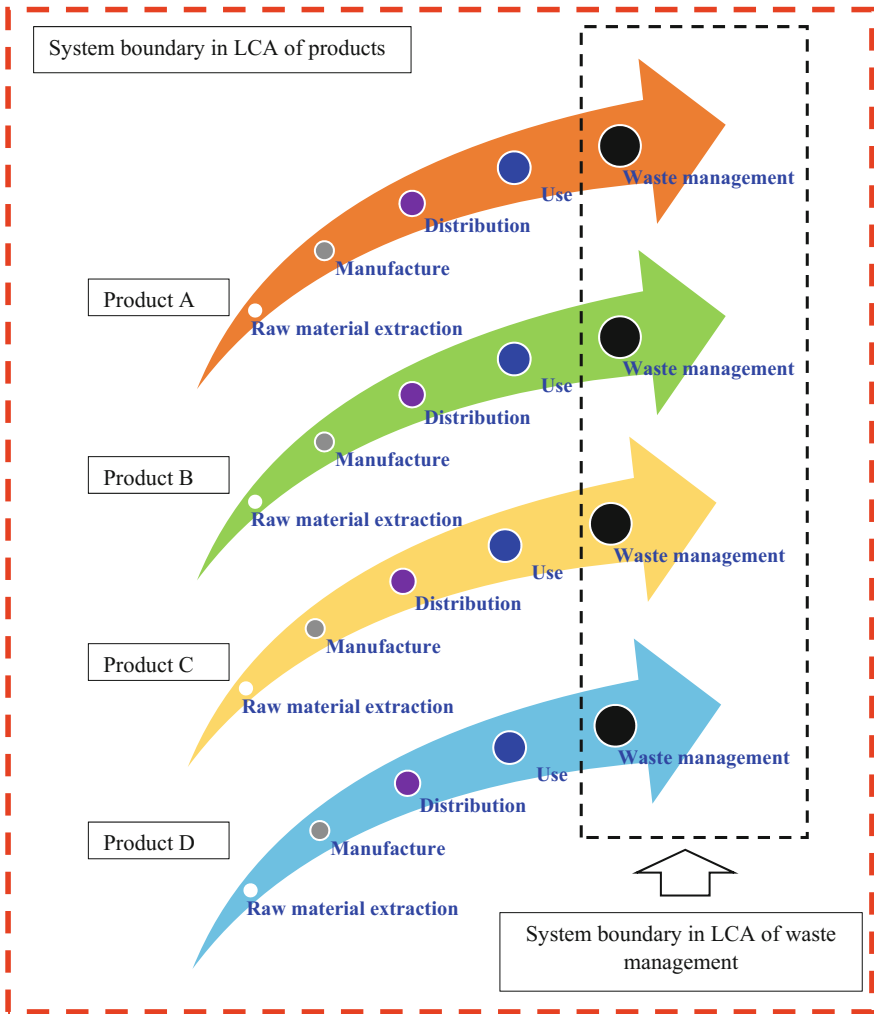 System boundary in LCA of products
Waste management
Use
Distribution
Manufacture
Product A
Raw material extraction
Waste management
Use
Distribution
Manufacture
Product B
Raw material extraction
Waste management
Use
Distribution
Manufacture
Product C
Raw material extraction
Waste management
Use
Distribution
Manufacture
Product D
Raw material extraction
System boundary in LCA of waste
management